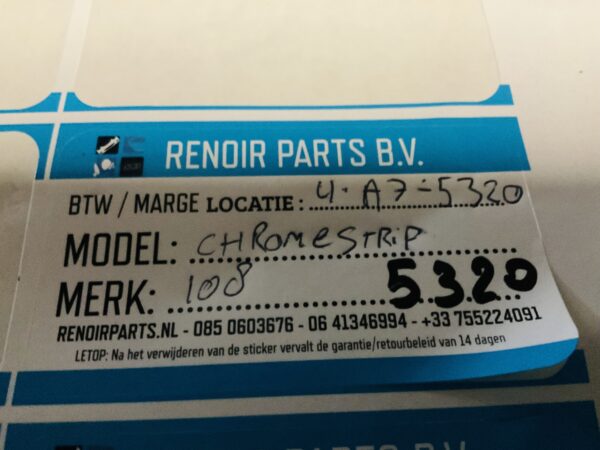 RENOIR PARTS B.V.
BTW / MARGE LOCATIE: 4.A7-5320
MODEL: CHROMESTRIP
MERK: 108 5320
RENOIRPARTS.NL - 085 0603676 - 06 41346994 - +33 755224091
LETOP: Na het verwijderen van de sticker vervalt de garantie/retourbeleid van 14 dagen
PARTS B.V.